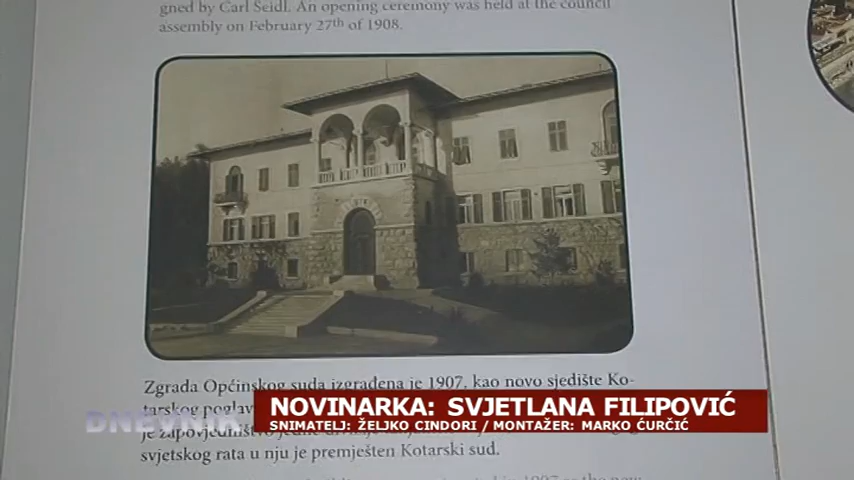 gned by Carl Seidl. An opening ceremony was held at the council
assembly on February 27th of 1908.
Zgrada Općinskog suda izgrađena je 1907. kao novo sjedište Ko-
tarskog poglav
je zapovjedništvo
svjetskog rata u nju je premješten Kotarski sud.
DNEVNIK
NOVINARKA: SVJETLANA FILIPOVIĆ
SNIMATELJ: ŽELJKO CINDORI / MONTAŽER: MARKO ĆURČIĆ